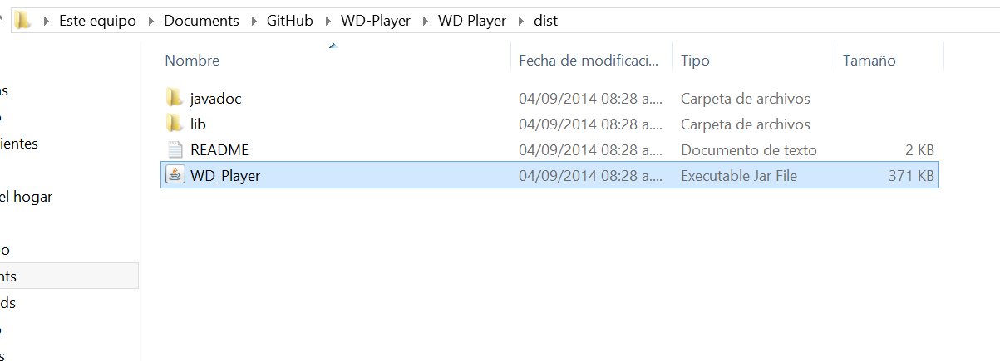 Este equipo Documents GitHub WD-Player WD Player dist
Nombre Fecha de modificaci... Tipo Tamaño
javadoc 04/09/2014 08:28 a.... Carpeta de archivos
lib 04/09/2014 08:28 a.... Carpeta de archivos
README 04/09/2014 08:28 a.... Documento de texto 2 KB
WD_Player 04/09/2014 08:28 a.... Executable Jar File 371 KB
ientes
el hogar
nts
ds